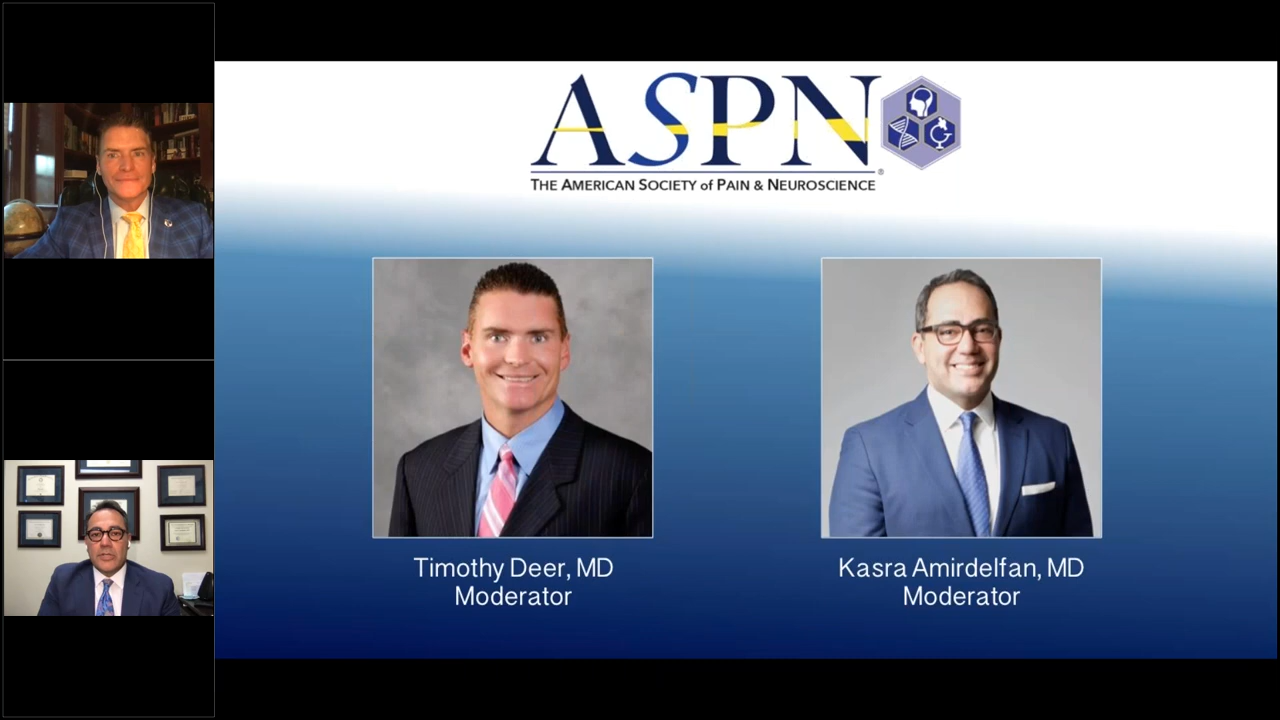 ASPN®
THE AMERICAN SOCIETY of PAIN & NEUROSCIENCE
Timothy Deer, MD
Moderator
Kasra Amirdelfan, MD
Moderator